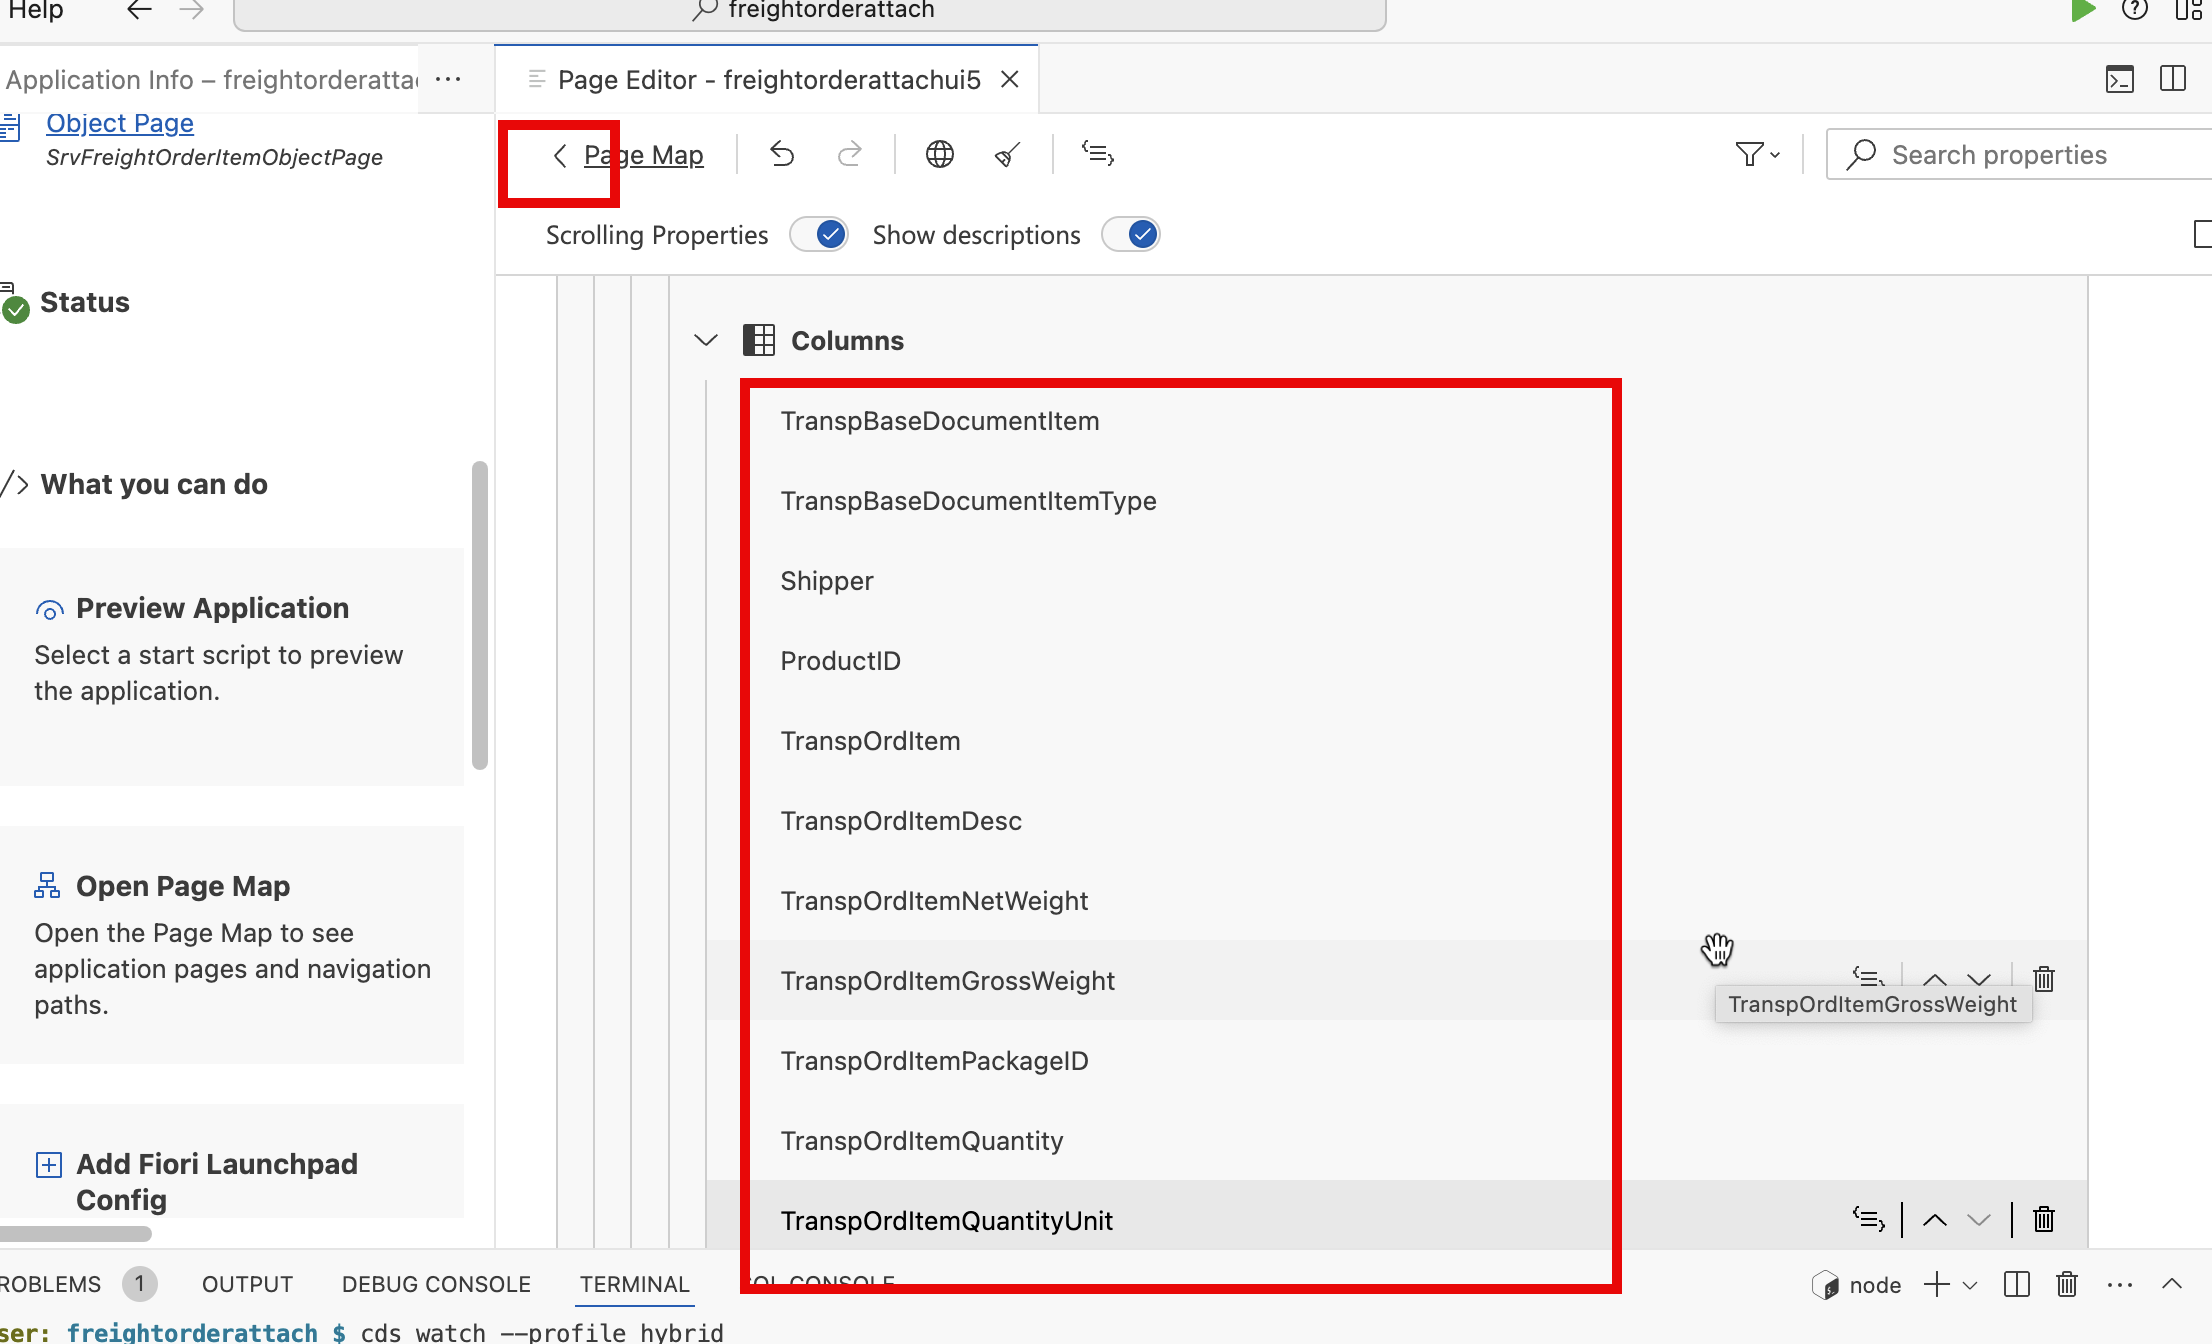 Help
freightorderattach
Application Info – freightorderatta
Page Editor - freightorderattachui5
Object Page
SrvFreightOrderItemObjectPage
Page Map
Search properties
Scrolling Properties
Show descriptions
Status
What you can do
Preview Application
Select a start script to preview
the application.
Open Page Map
Open the Page Map to see
application pages and navigation
paths.
Add Fiori Launchpad
Config
Columns
TranspBaseDocumentItem
TranspBaseDocumentItemType
Shipper
ProductID
TranspOrdItem
TranspOrdItemDesc
TranspOrdItemNetWeight
TranspOrdItemGrossWeight
TranspOrdItemGrossWeight
TranspOrdItemPackageID
TranspOrdItemQuantity
TranspOrdItemQuantityUnit
ROBLEMS 1 OUTPUT DEBUG CONSOLE TERMINAL CONSOLE
node
ser: freightorderattach $ cds watch --profile hybrid